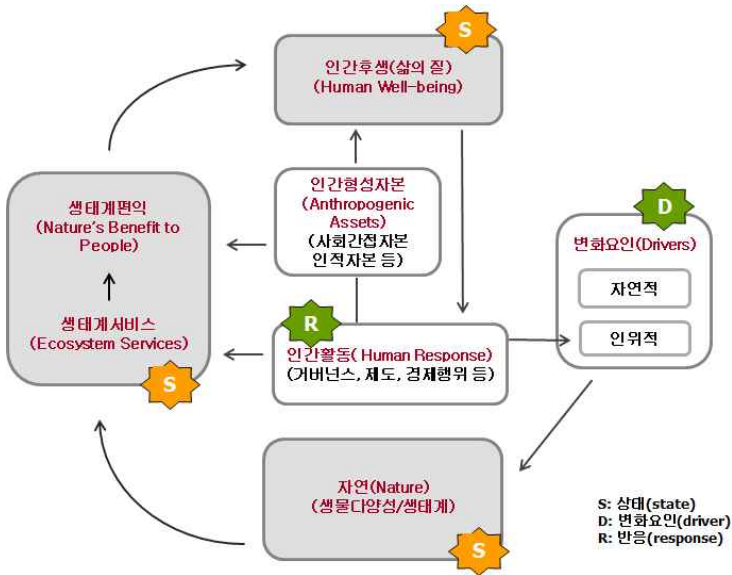 S
인간후생(삶의 질)
(Human Well-being)
인간형성자본
(Anthropogenic
Assets)
(사회간접자본
인적자본 등)
생태계편익
(Nature's Benefit to
People)
생태계서비스
(Ecosystem Services)
S
D
변화요인(Drivers)
자연적
인위적
R
인간활동( Human Response)
(거버넌스, 제도, 경제행위 등)
자연(Nature)
(생물다양성/생태계)
S
S: 상태(state)
D: 변화요인(driver)
R: 반응(response)